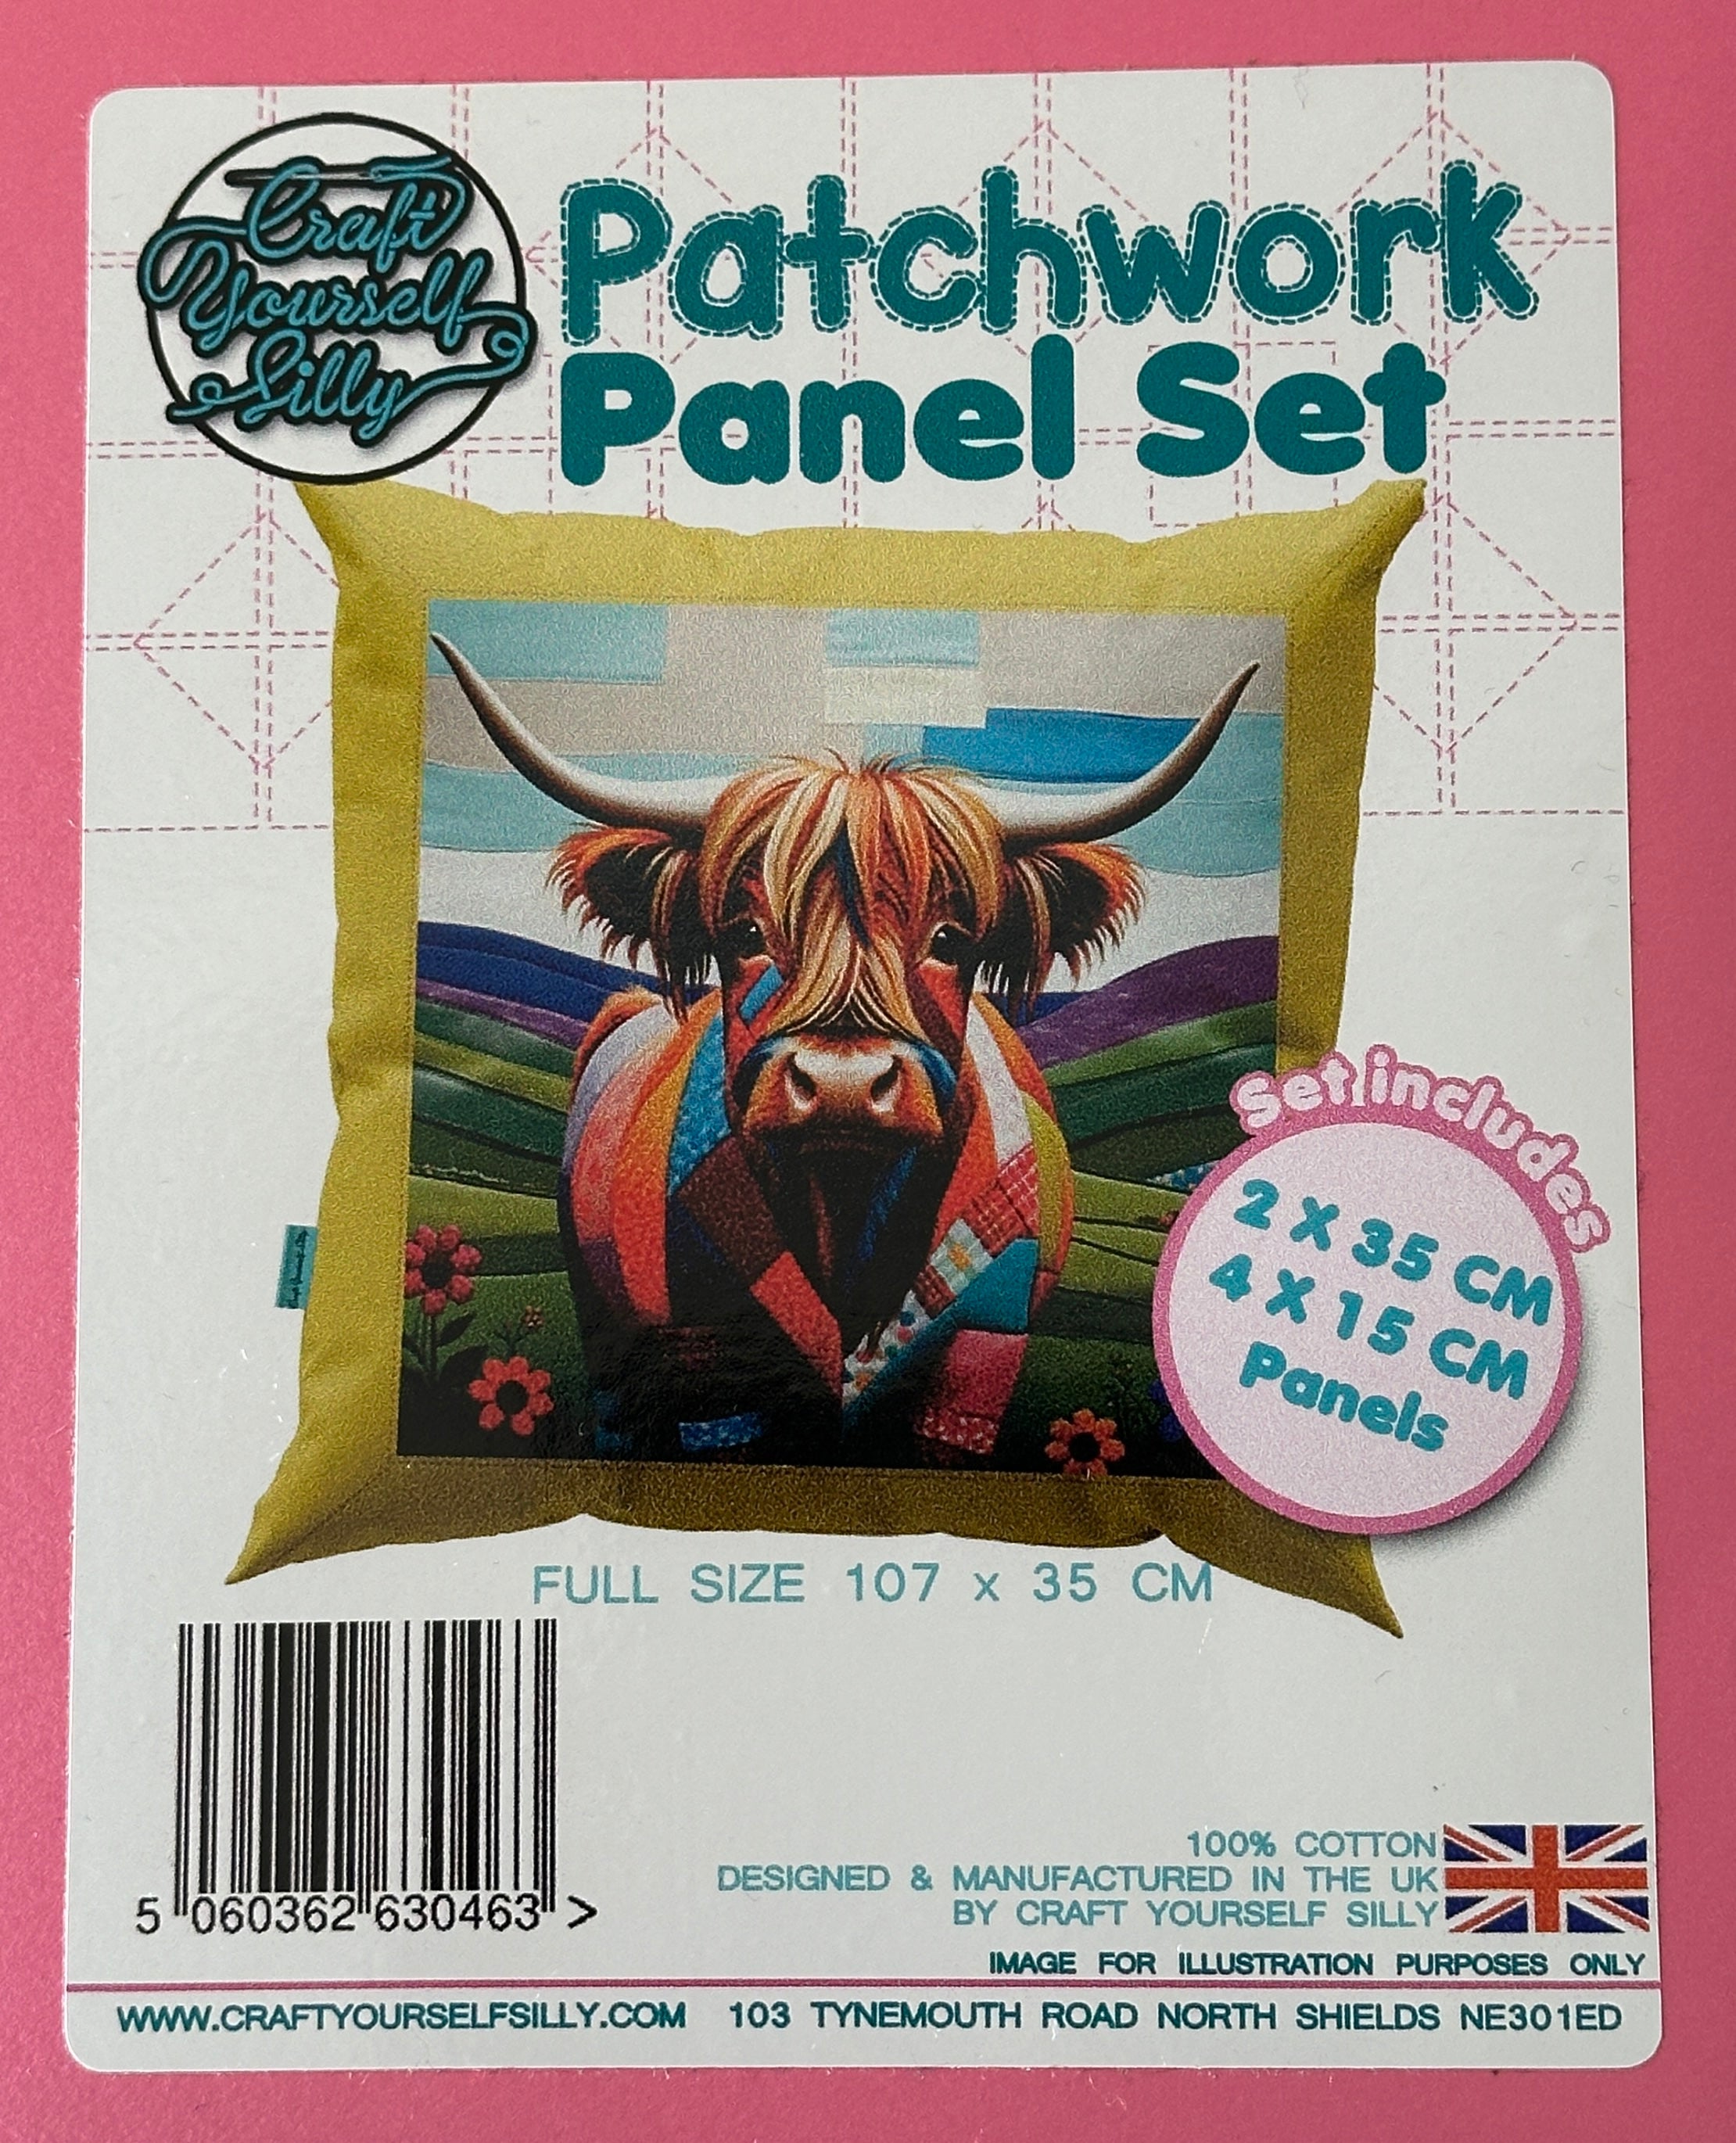 Craft
Yourself
Silly
Patchwork
Panel Set
Set includes
2 X 35 CM
4 X 15 CM
Panels
FULL SIZE 107 x 35 CM
5 060362 630463 >
100% COTTON
DESIGNED & MANUFACTURED IN THE UK
BY CRAFT YOURSELF SILLY
IMAGE FOR ILLUSTRATION PURPOSES ONLY
WWW.CRAFTYOURSELFSILLY.COM 103 TYNEMOUTH ROAD NORTH SHIELDS NE301ED